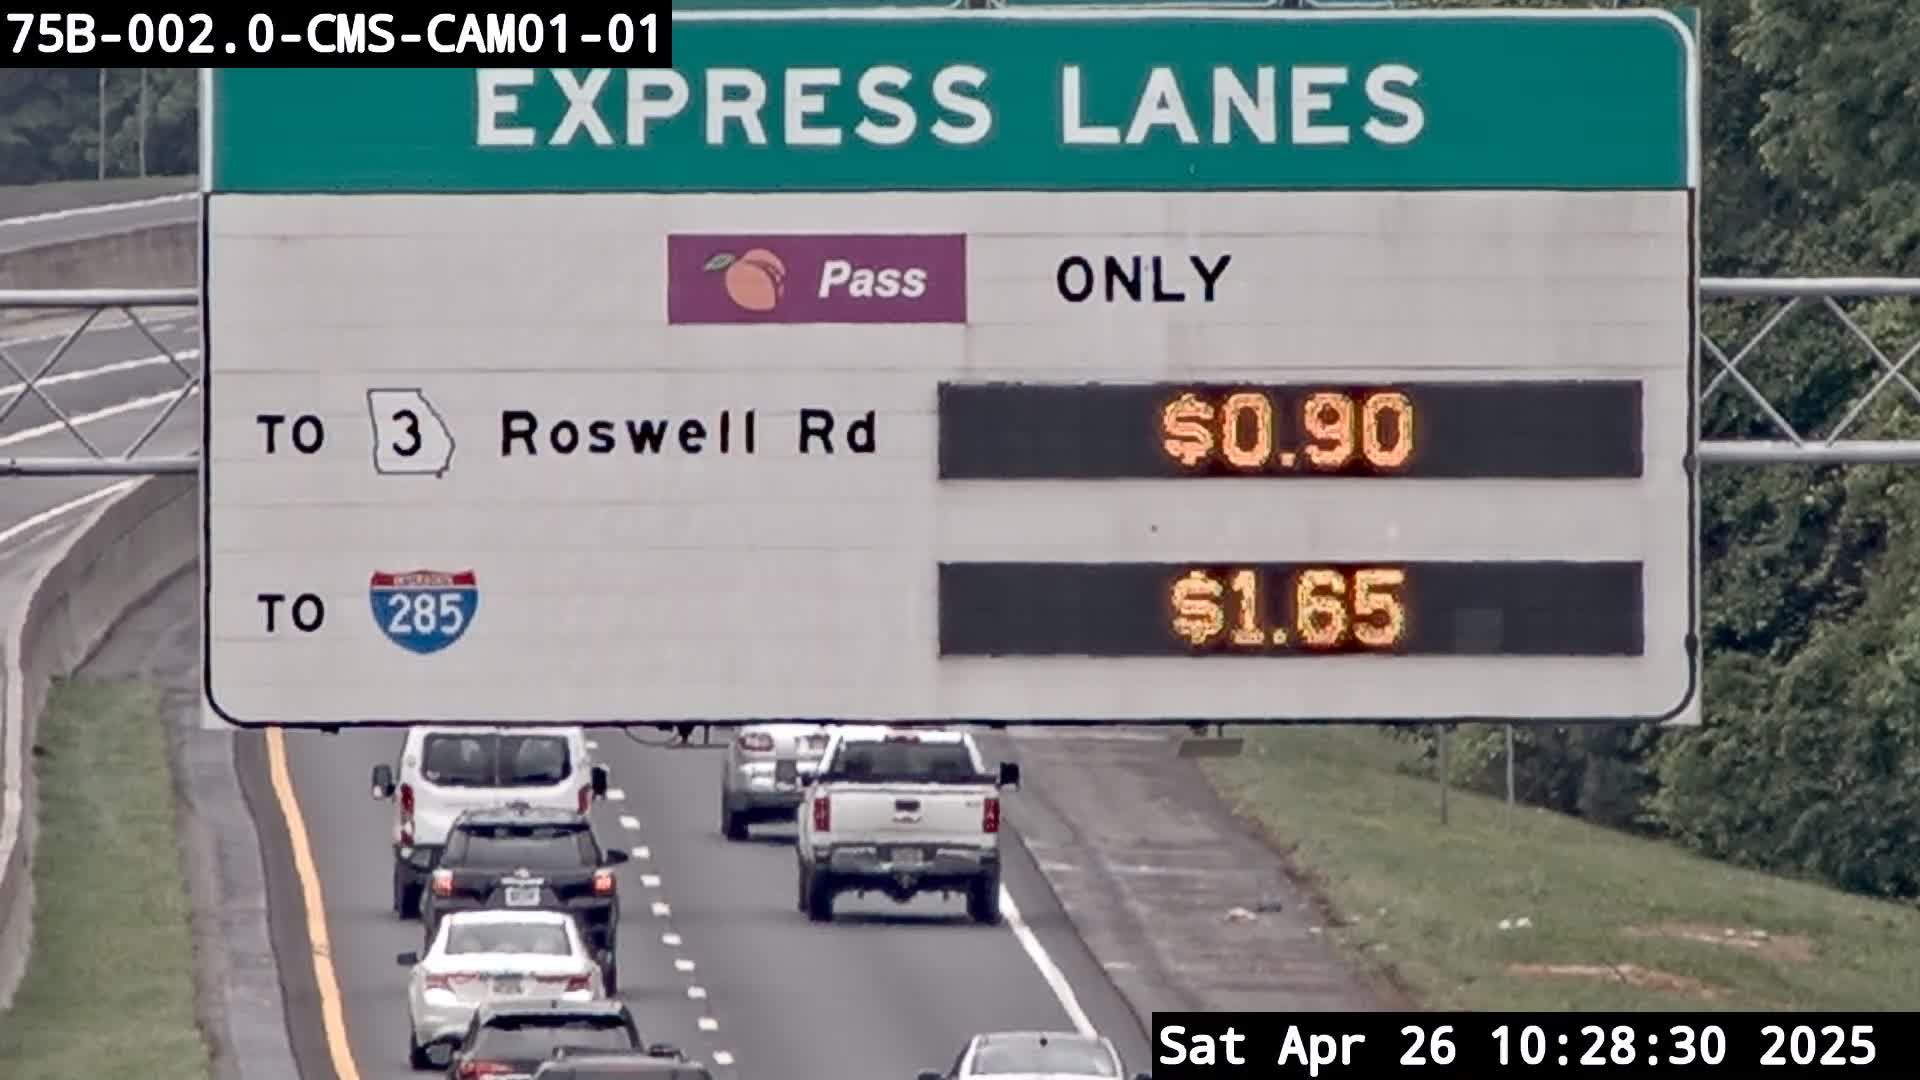 75B-002.0-CMS-CAM01-01
EXPRESS LANES
Pass ONLY
TO 3 Roswell Rd $0.90
TO 285 $1.65
Sat Apr 26 10:28:30 2025